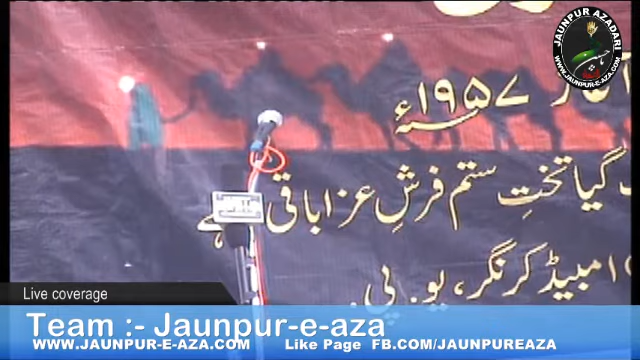 JAUNPUR AZADARI
WWW.JAUNPUR-E-AZA.COM
۱۹۵۷ء
گیا تختِ ستم فرشِ عزا باقی ہے
امبیڈکر نگر، یو. پی.
Live coverage
Team :- Jaunpur-e-aza
WWW.JAUNPUR-E-AZA.COM Like Page FB.COM/JAUNPUREAZA